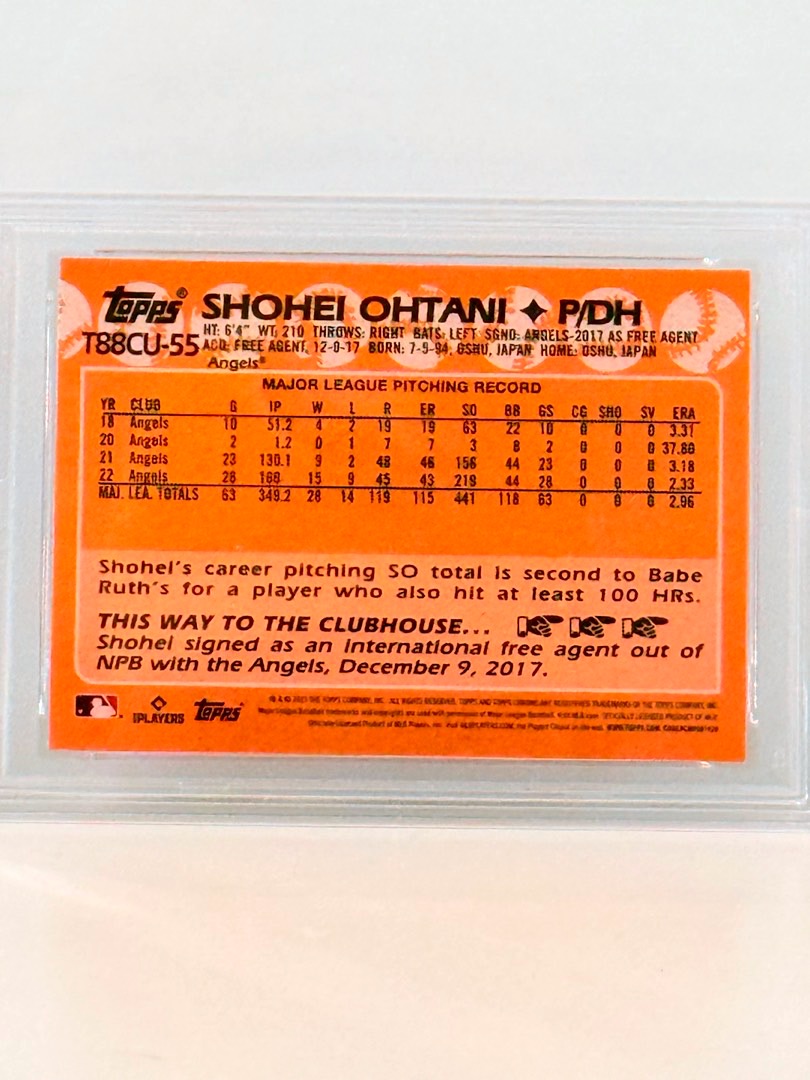 Topps® SHOHEI OHTANI ✦ P/DH
T88CU-55
HT: 6'4" WT: 210 THROWS: RIGHT BATS: LEFT SGND: ANGELS-2017 AS FREE AGENT
ACQ: FREE AGENT, 12-9-17 BORN: 7-5-94, OSHU, JAPAN HOME: OSHU, JAPAN
Angels®
MAJOR LEAGUE PITCHING RECORD
YR CLUB G IP W L R ER SO BB GS CG SHO SV ERA
18 Angels 10 51.2 4 2 19 19 63 22 10 0 0 0 3.31
20 Angels 2 1.2 0 1 7 7 3 8 2 0 0 0 37.80
21 Angels 23 130.1 9 2 48 46 156 44 23 0 0 0 3.18
22 Angels 28 166 15 9 45 43 219 44 28 0 0 0 2.33
MAJ. LEA. TOTALS 63 349.2 28 14 119 115 441 118 63 0 0 0 2.96
Shohei's career pitching SO total is second to Babe
Ruth's for a player who also hit at least 100 HRs.
THIS WAY TO THE CLUBHOUSE...
Shohei signed as an international free agent out of
NPB with the Angels, December 9, 2017.
PLAYERS Topps